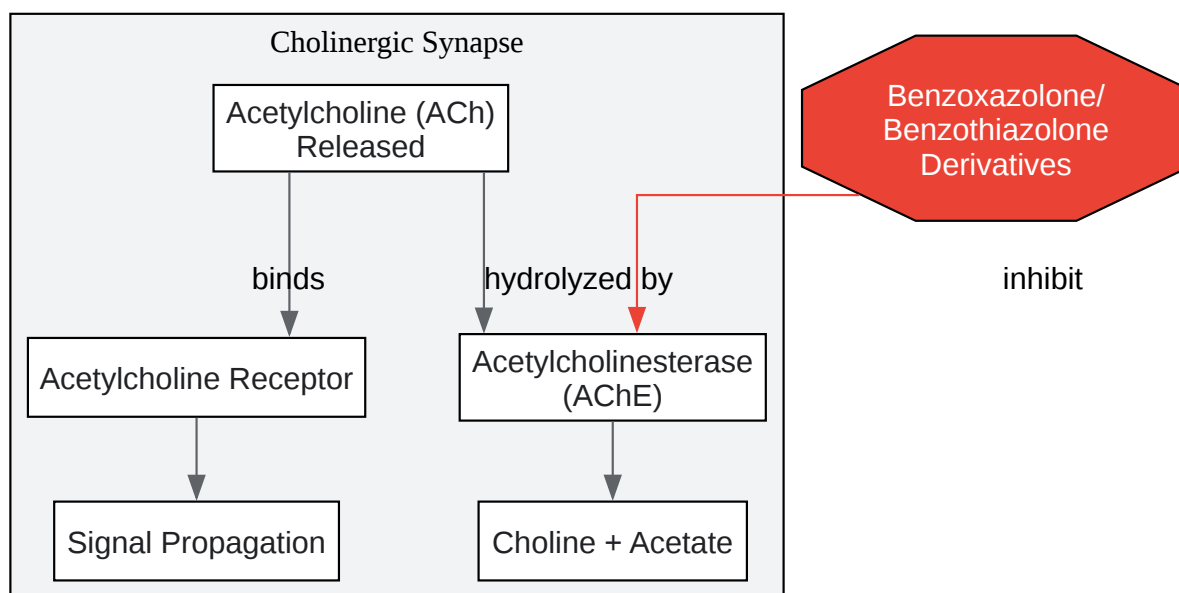 Cholinergic Synapse
Acetylcholine (ACh)
Released
Benzoxazolone/
Benzothiazolone
Derivatives
binds
hydrolyzed by
inhibit
Acetylcholine Receptor
Acetylcholinesterase
(AChE)
Signal Propagation
Choline + Acetate